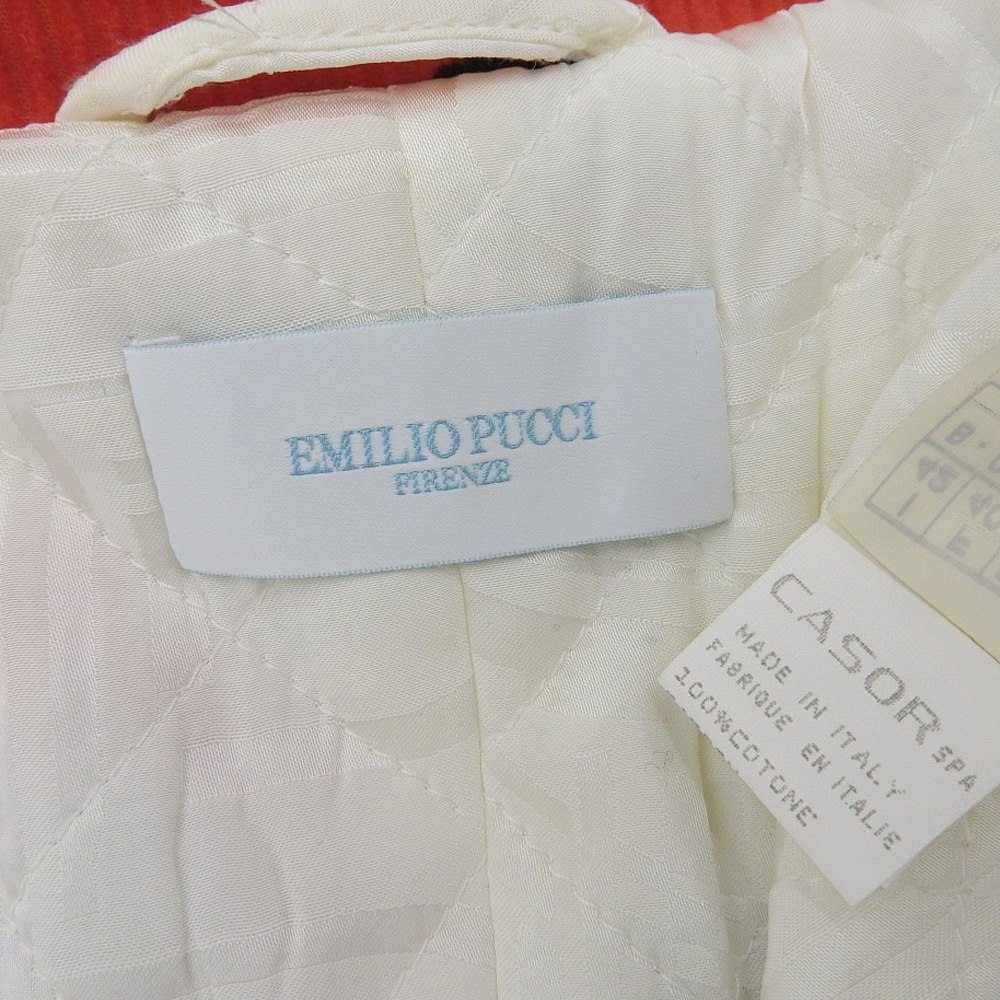 EMILIO PUCCI
FIRENZE
CASOR SPA
MADE IN ITALY
FABRIQUE EN ITALIE
100%COTONE